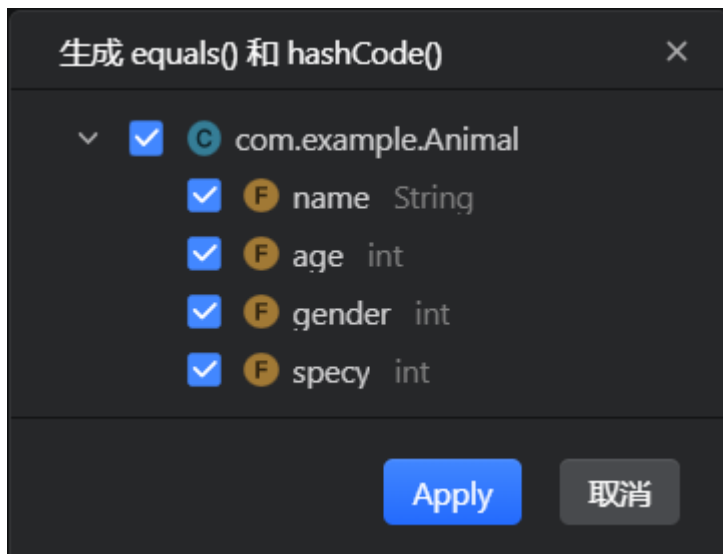 生成 equals() 和 hashCode()
C com.example.Animal
F name String
F age int
F gender int
F specy int
Apply 取消